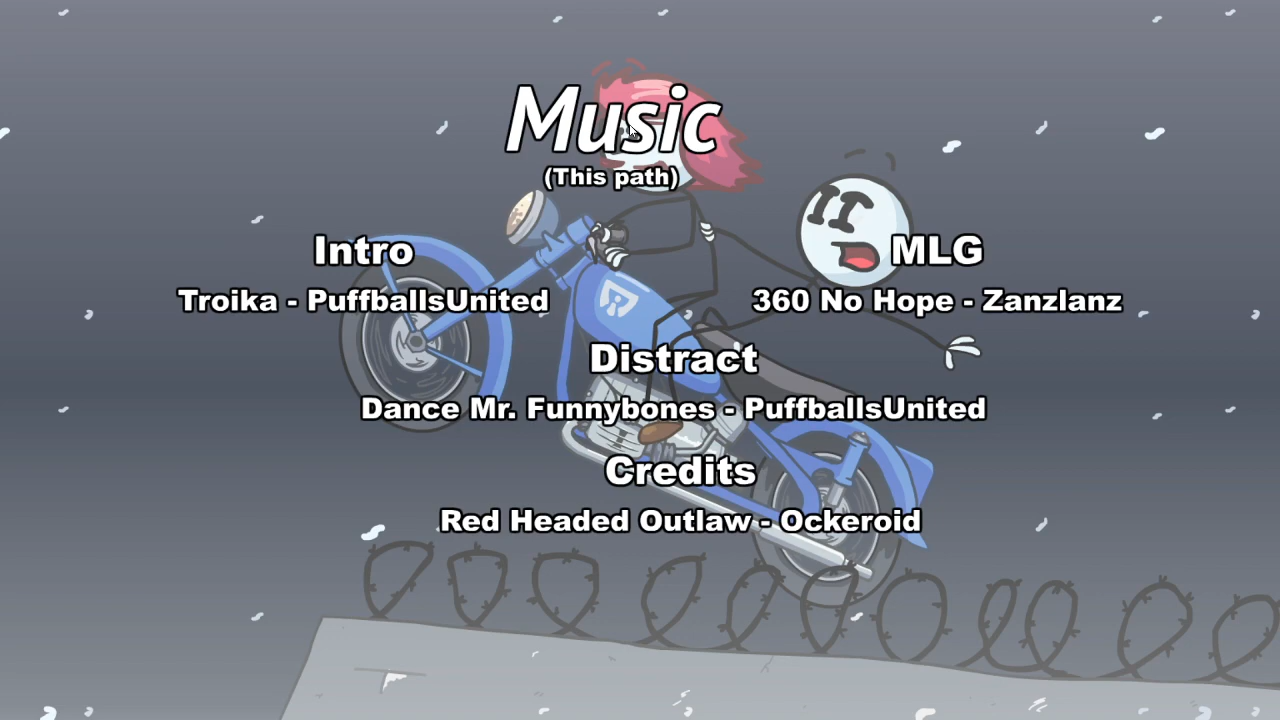 Music
(This path)
Intro
Troika - PuffballsUnited
MLG
360 No Hope - Zanzlanz
Distract
Dance Mr. Funnybones - PuffballsUnited
Credits
Red Headed Outlaw - Ockeroid